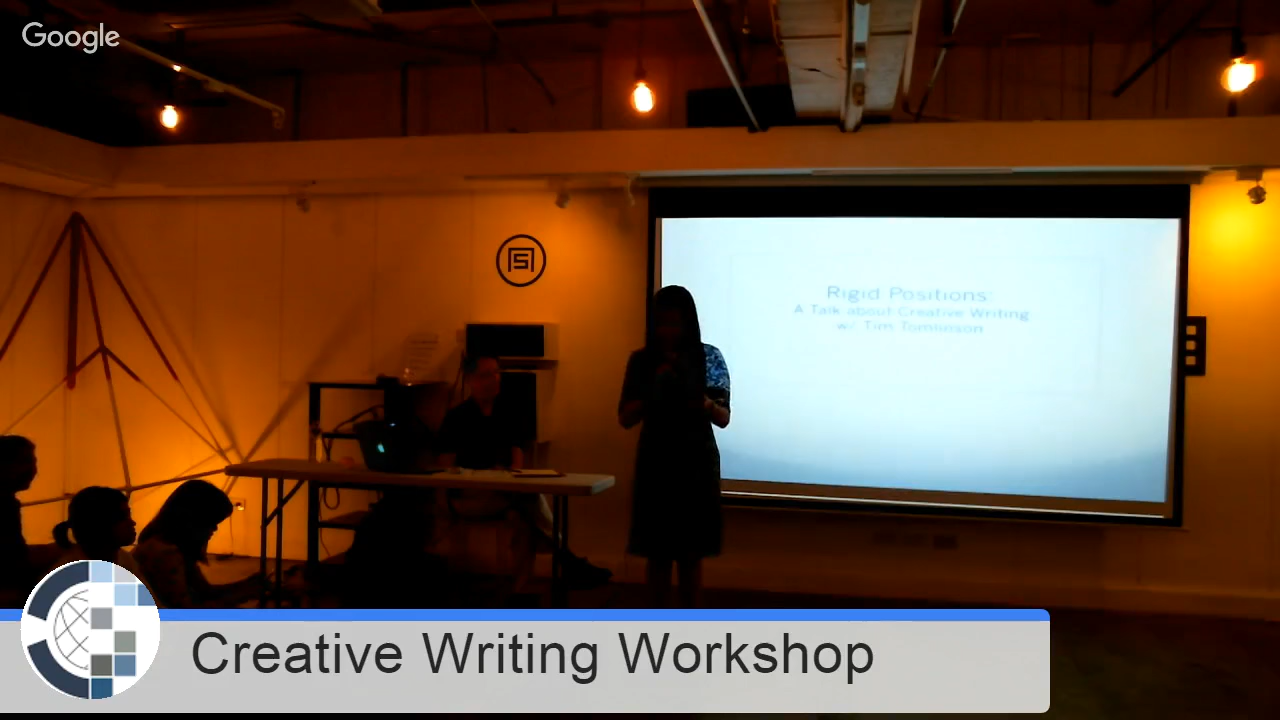 Google
Rigid Positions:
A Talk about Creative Writing
w/ Tim Tomlinson
Creative Writing Workshop